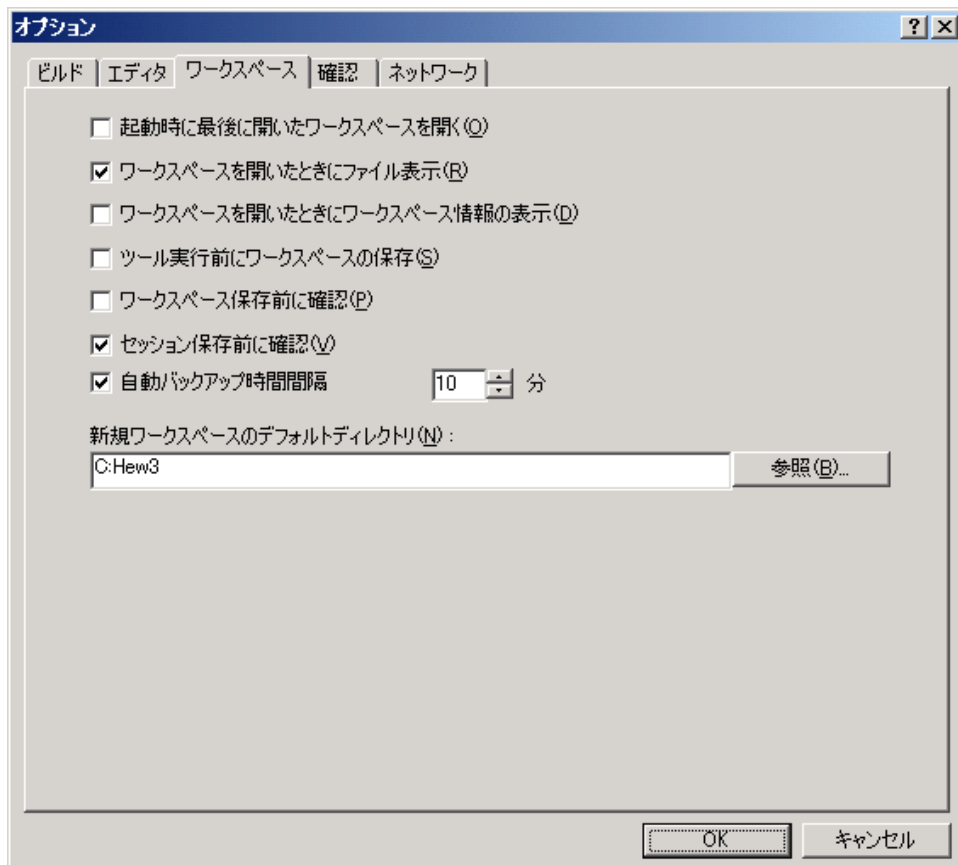 オプション
ビルド エディタ ワークスペース 確認 ネットワーク
起動時に最後に開いたワークスペースを開く(O)
ワークスペースを開いたときにファイル表示(R)
ワークスペースを開いたときにワークスペース情報の表示(D)
ツール実行前にワークスペースの保存(S)
ワークスペース保存前に確認(P)
セッション保存前に確認(V)
自動バックアップ時間間隔 10 分
新規ワークスペースのデフォルトディレクトリ(N) :
C:Hew3 参照(B)...
OK キャンセル